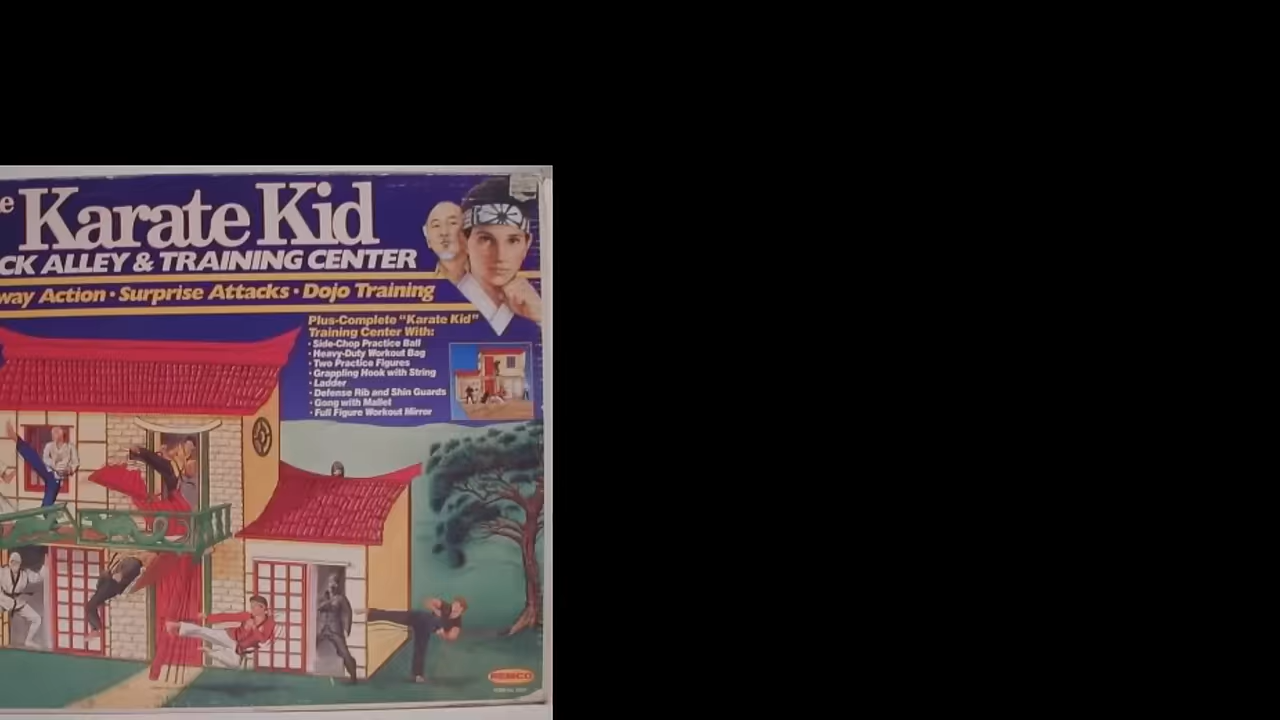 e Karate Kid
CK ALLEY & TRAINING CENTER
way Action • Surprise Attacks • Dojo Training
Plus-Complete "Karate Kid"
Training Center With:
• Side-Chop Practice Ball
• Heavy-Duty Workout Bag
• Two Practice Figures
• Grappling Hook with String
• Ladder
• Defense Rib and Shin Guards
• Gong with Mallet
• Full Figure Workout Mirror
REMCO